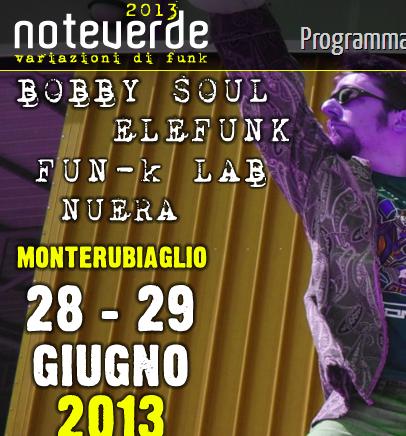 2013
noteverde
variazioni di funk
Programma
BOBBY SOUL
ELEFUNK
FUN-k LAB
NUERA
MONTERUBIAGLIO
28 - 29
GIUGNO
2013